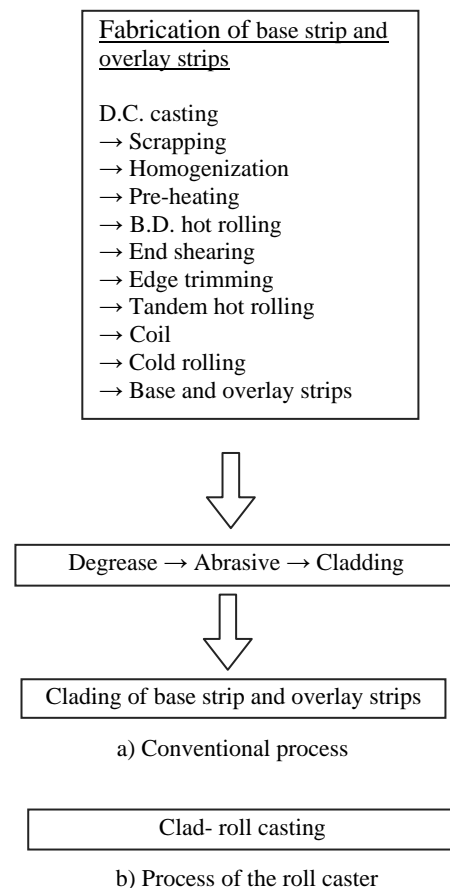 Fabrication of base strip and
overlay strips
D.C. casting
→ Scrapping
→ Homogenization
→ Pre-heating
→ B.D. hot rolling
→ End shearing
→ Edge trimming
→ Tandem hot rolling
→ Coil
→ Cold rolling
→ Base and overlay strips
Degrease → Abrasive → Cladding
Clading of base strip and overlay strips
a) Conventional process
Clad- roll casting
b) Process of the roll caster